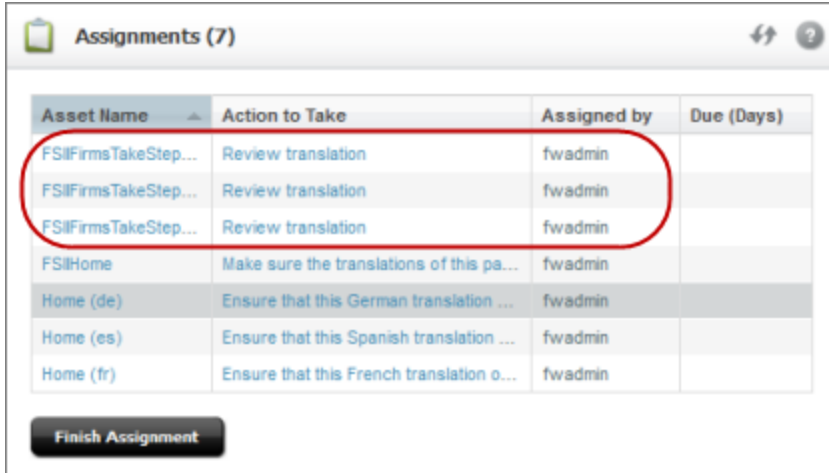 Assignments (7)
?
Asset Name Action to Take Assigned by Due (Days)
FSIIFirmsTakeStep... Review translation fwadmin
FSIIFirmsTakeStep... Review translation fwadmin
FSIIFirmsTakeStep... Review translation fwadmin
FSIIHome Make sure the translations of this pa... fwadmin
Home (de) Ensure that this German translation ... fwadmin
Home (es) Ensure that this Spanish translation ... fwadmin
Home (fr) Ensure that this French translation o... fwadmin
Finish Assignment